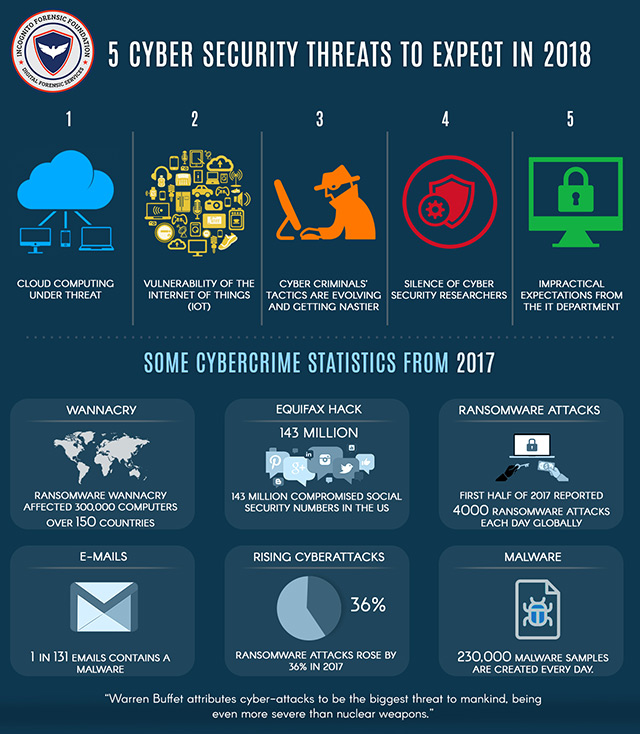 INCOGNITO FORENSIC FOUNDATION
DIGITAL FORENSIC SERVICES
5 CYBER SECURITY THREATS TO EXPECT IN 2018
1
2
3
4
5
CLOUD COMPUTING
UNDER THREAT
VULNERABILITY OF THE
INTERNET OF THINGS
(IOT)
CYBER CRIMINALS'
TACTICS ARE EVOLVING
AND GETTING NASTIER
SILENCE OF CYBER
SECURITY RESEARCHERS
IMPRACTICAL
EXPECTATIONS FROM
THE IT DEPARTMENT
SOME CYBERCRIME STATISTICS FROM 2017
WANNACRY
RANSOMWARE WANNACRY
AFFECTED 300,000 COMPUTERS
OVER 150 COUNTRIES
EQUIFAX HACK
143 MILLION
143 MILLION COMPROMISED SOCIAL
SECURITY NUMBERS IN THE US
RANSOMWARE ATTACKS
FIRST HALF OF 2017 REPORTED
4000 RANSOMWARE ATTACKS
EACH DAY GLOBALLY
E-MAILS
1 IN 131 EMAILS CONTAINS A
MALWARE
RISING CYBERATTACKS
36%
RANSOMWARE ATTACKS ROSE BY
36% IN 2017
MALWARE
230,000 MALWARE SAMPLES
ARE CREATED EVERY DAY.
"Warren Buffet attributes cyber-attacks to be the biggest threat to mankind, being
even more severe than nuclear weapons."